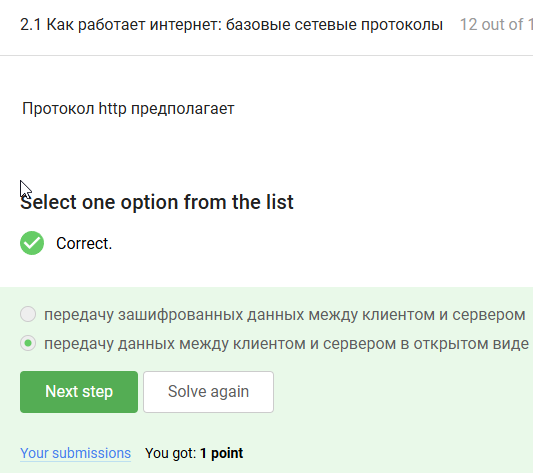 2.1 Как работает интернет: базовые сетевые протоколы 12 out of 1
Протокол http предполагает
Select one option from the list
Correct.
передачу зашифрованных данных между клиентом и сервером
передачу данных между клиентом и сервером в открытом виде
Next step Solve again
Your submissions You got: 1 point